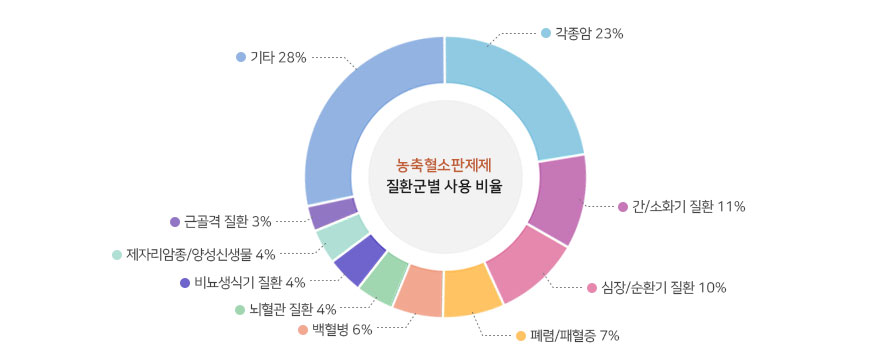 각종암 23%
기타 28%
농축혈소판제제
질환군별 사용 비율
간/소화기 질환 11%
근골격 질환 3%
제자리암종/양성신생물 4%
비뇨생식기 질환 4%
심장/순환기 질환 10%
뇌혈관 질환 4%
백혈병 6%
폐렴/패혈증 7%